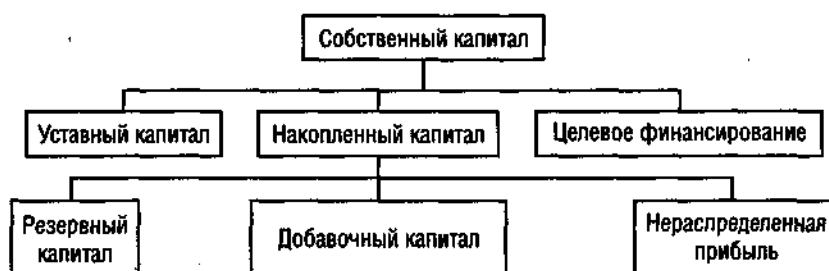 Собственный капитал
Уставный капитал
Накопленный капитал
Целевое финансирование
Резервный
капитал
Добавочный капитал
Нераспределенная
прибыль